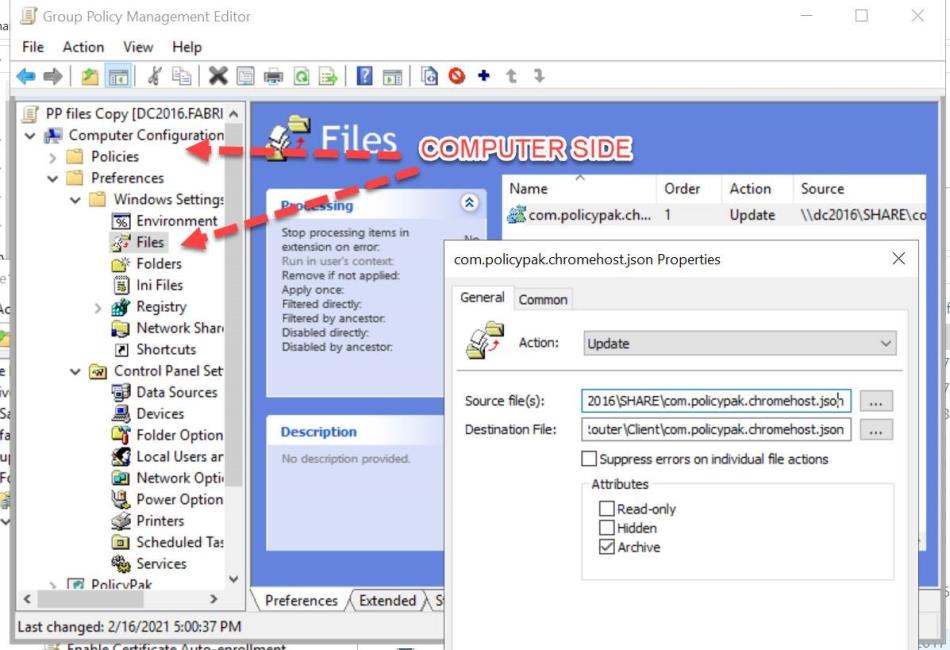 Group Policy Management Editor
File Action View Help
PP files Copy [DC2016.FABRI
Computer Configuration
Policies
Preferences
Windows Settings
Environment
Files
Folders
Ini Files
Registry
Network Shar
Shortcuts
Control Panel Set
Data Sources
Devices
Folder Option
Local Users ar
Network Optic
Power Option
Printers
Scheduled Tas
Services
PolicyPak
Files
COMPUTER SIDE
Processing
Stop processing items in
extension on error: No
Run in user's context:
Remove if not applied:
Apply once:
Filtered directly:
Filtered by ancestor:
Disabled directly:
Disabled by ancestor:
Description
No description provided.
Name Order Action Source
com.policypak.ch... 1 Update \\dc2016\SHARE\co
com.policypak.chromehost.json Properties
General Common
Action: Update
Source file(s): 2016\SHARE\com.policypak.chromehost.json ...
Destination File: :outer\Client\com.policypak.chromehost.json ...
Suppress errors on individual file actions
Attributes
Read-only
Hidden
Archive
Preferences Extended S
Last changed: 2/16/2021 5:00:37 PM
Enable Certificate Auto-enrollment